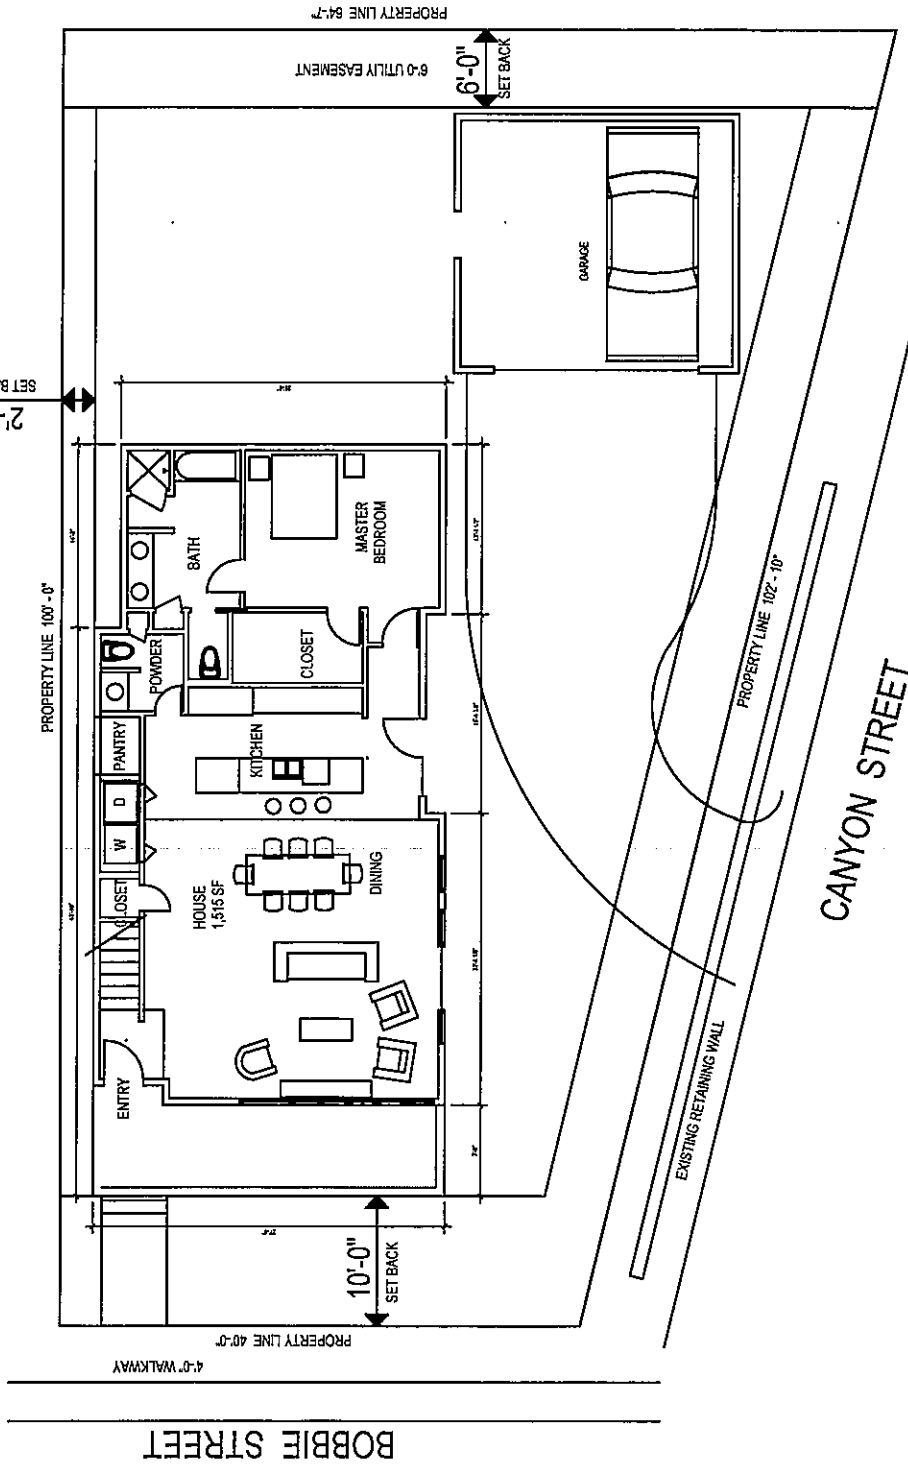 PROPERTY LINE 64'-7"
6'-0 UTILIY EASEMENT
6'-0"
SET BACK
GARAGE
2'-
SET B
PROPERTY LINE 100' - 0"
BATH
MASTER
BEDROOM
CLOSET
POWDER
PANTRY
KITCHEN
D
W
CLOSET
HOUSE
1,515 SF
DINING
ENTRY
PROPERTY LINE 102' - 10"
CANYON STREET
EXISTING RETAINING WALL
10'-0"
SET BACK
PROPERTY LINE 40'-0"
4'-0" WALKWAY
BOBBIE STREET